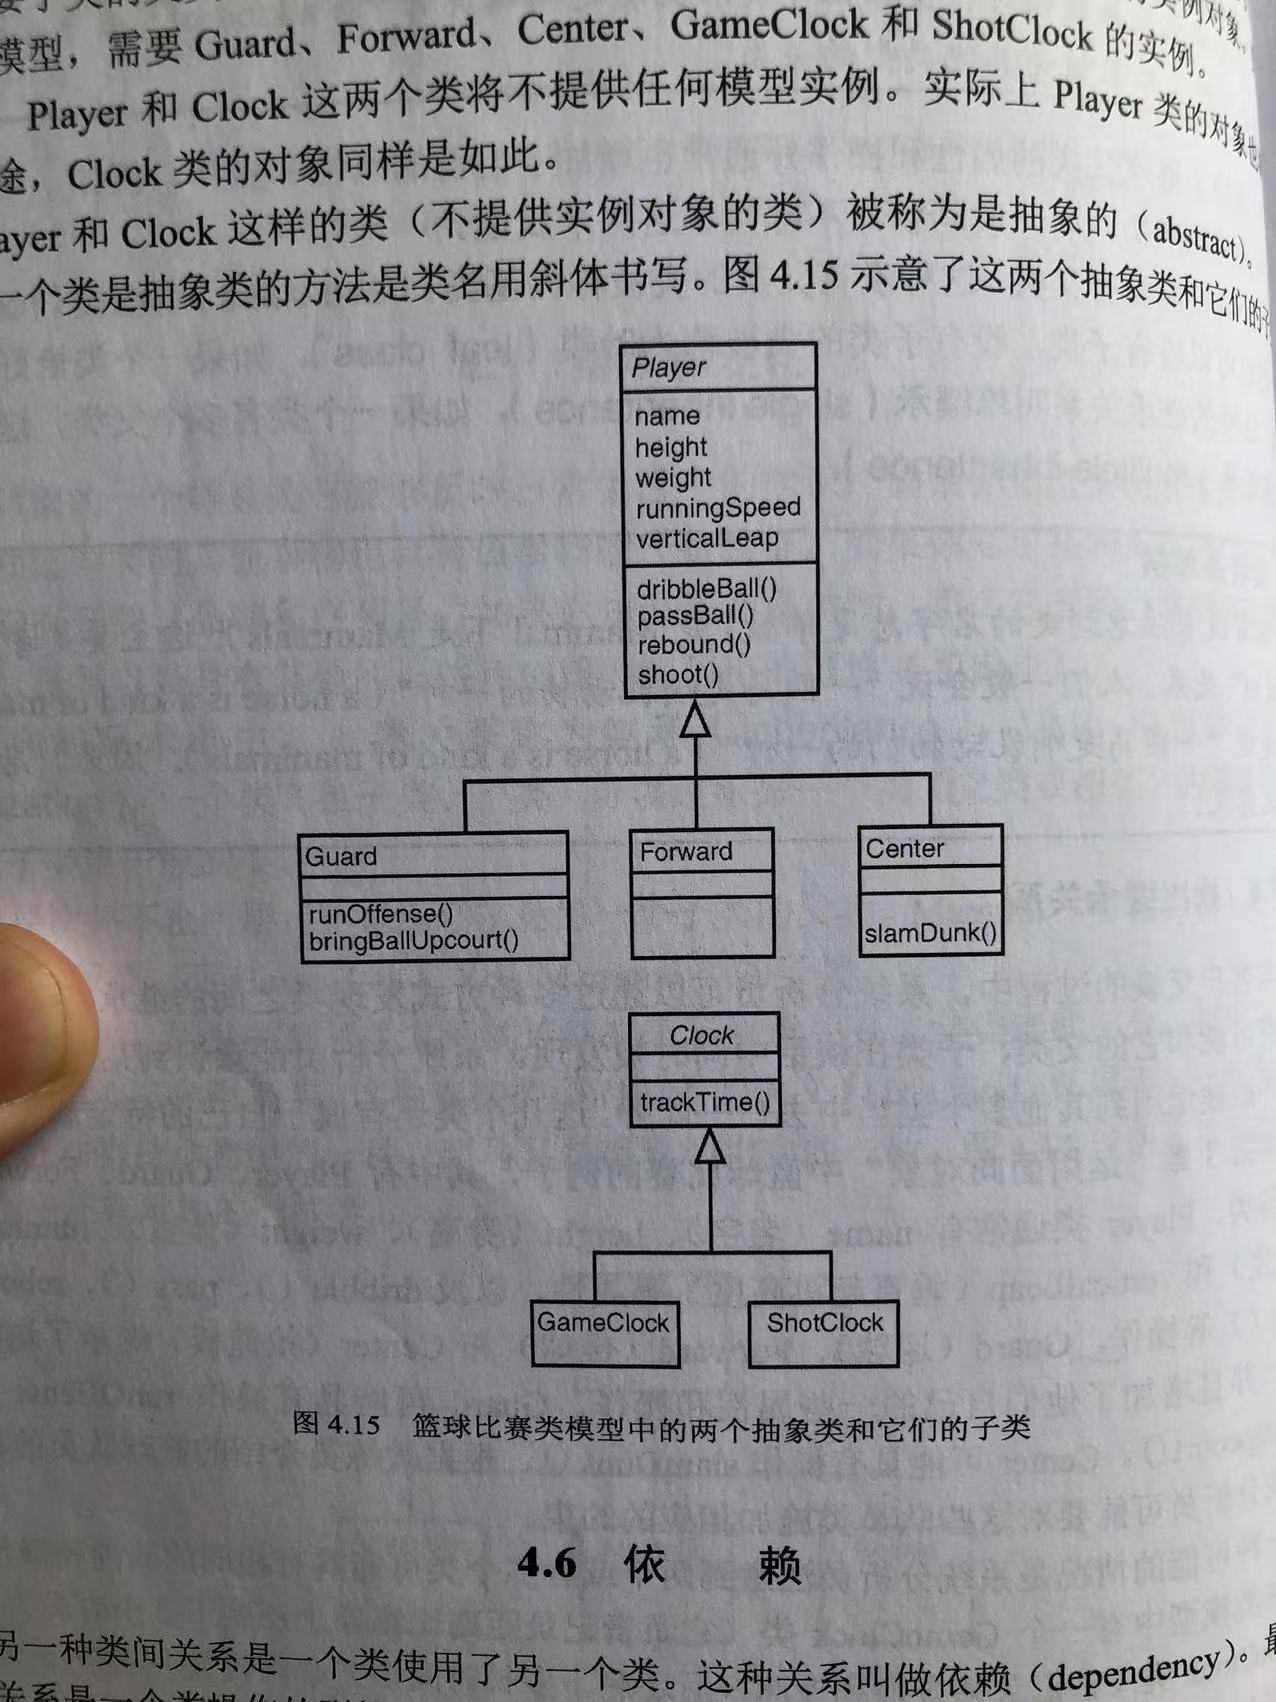 模型，需要 Guard、Forward、Center、GameClock 和 ShotClock 的实例。
Player 和 Clock 这两个类将不提供任何模型实例。实际上 Player 类的对象也
途，Clock 类的对象同样是如此。
ayer 和 Clock 这样的类（不提供实例对象的类）被称为是抽象的（abstract）。
一个类是抽象类的方法是类名用斜体书写。图 4.15 示意了这两个抽象类和它们的子
Player
name
height
weight
runningSpeed
verticalLeap
dribbleBall()
passBall()
rebound()
shoot()
Guard
runOffense()
bringBallUpcourt()
Forward
Center
slamDunk()
Clock
trackTime()
GameClock
ShotClock
图 4.15 篮球比赛类模型中的两个抽象类和它们的子类
4.6 依 赖
另一种类间关系是一个类使用了另一个类。这种关系叫做依赖（dependency）。最